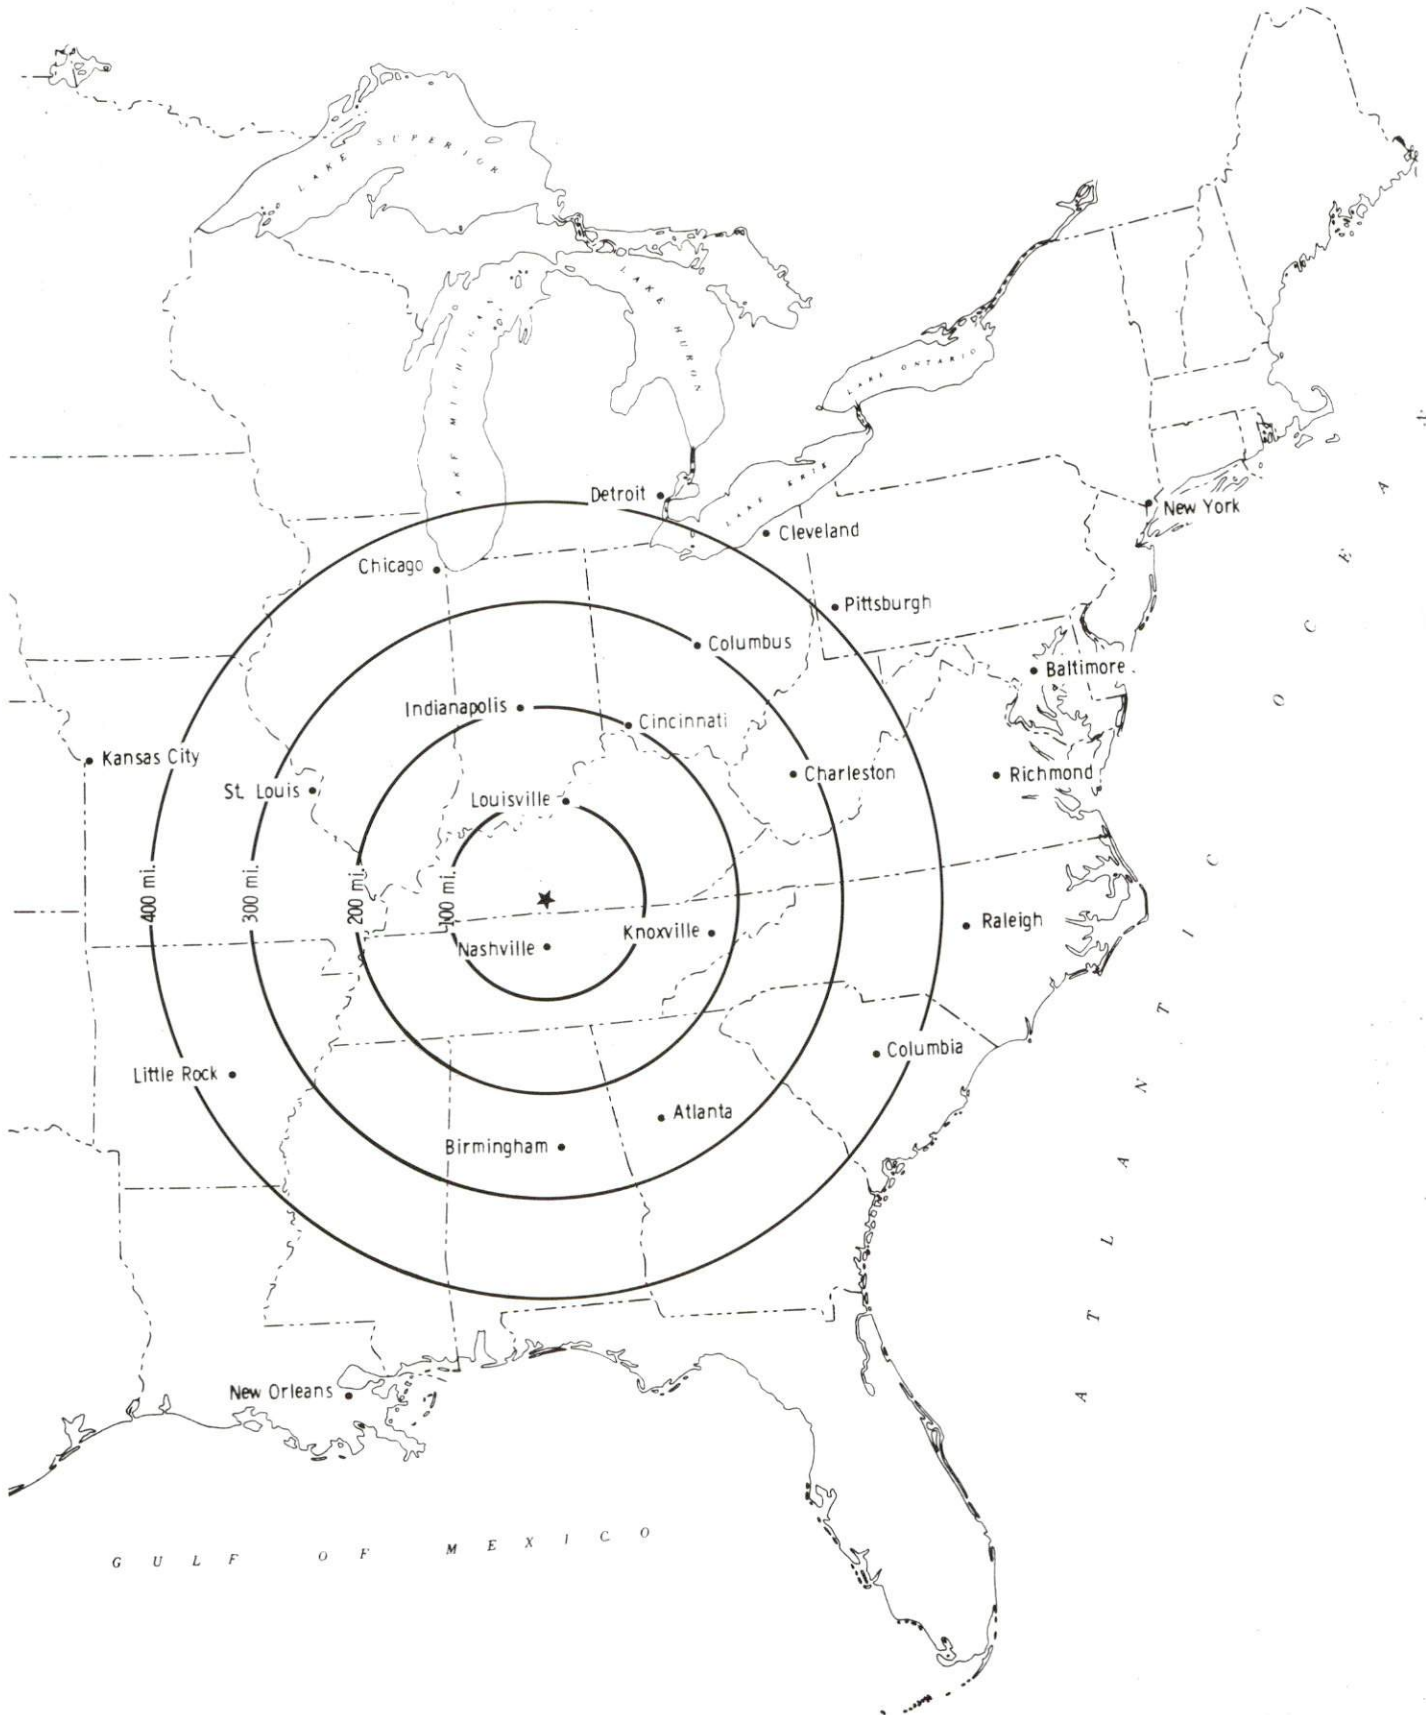 LAKE SUPERIOR
LAKE HURON
LAKE MICHIGAN
LAKE ONTARIO
LAKE ERIE
Detroit
New York
Cleveland
Chicago
Pittsburgh
Columbus
Baltimore
Indianapolis
Cincinnati
Kansas City
Charleston
Richmond
St. Louis
Louisville
400 mi.
300 mi.
200 mi.
100 mi.
Raleigh
Knoxville
Nashville
Columbia
Little Rock
Atlanta
Birmingham
New Orleans
ATLANTIC OCEAN
GULF OF MEXICO